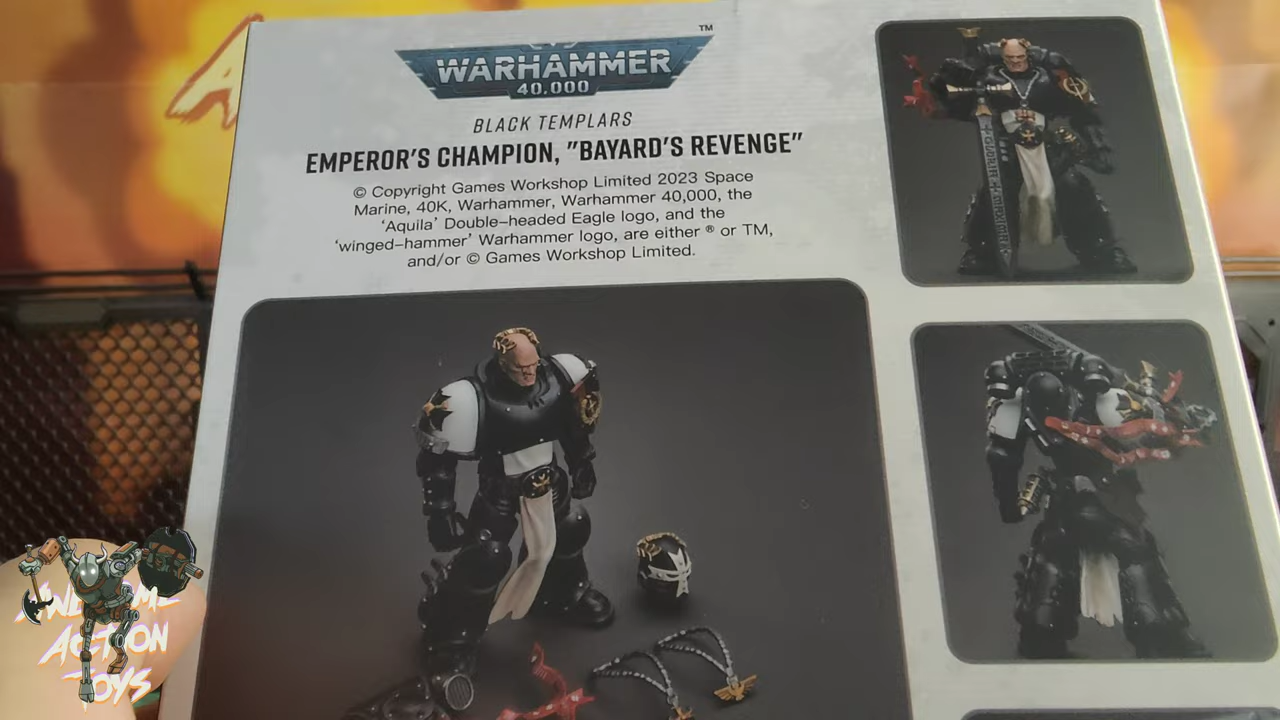 WARHAMMER
TM
40,000
BLACK TEMPLARS
EMPEROR'S CHAMPION, "BAYARD'S REVENGE"
© Copyright Games Workshop Limited 2023 Space
Marine, 40K, Warhammer, Warhammer 40,000, the
'Aquila' Double-headed Eagle logo, and the
'winged-hammer' Warhammer logo, are either ® or TM,
and/or © Games Workshop Limited.
ACTION
TOYS